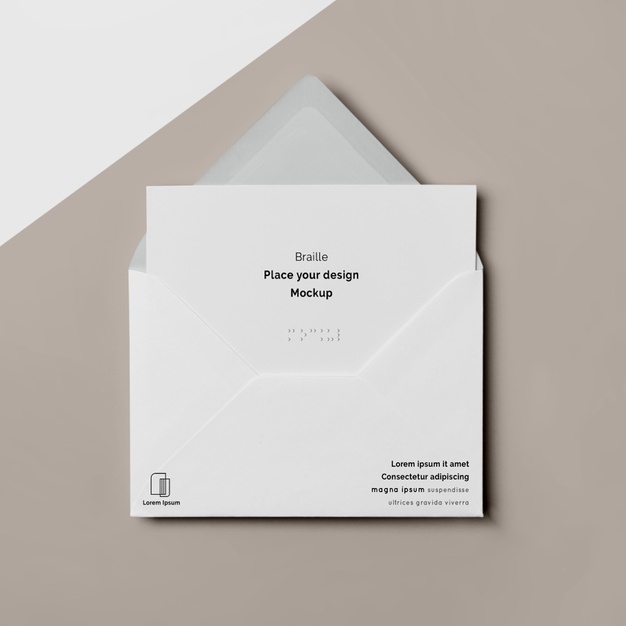 Braille
Place your design
Mockup
Lorem ipsum it amet
Consectetur adipiscing
magna ipsum suspendisse
ultrices gravida viverra
Lorem Ipsum